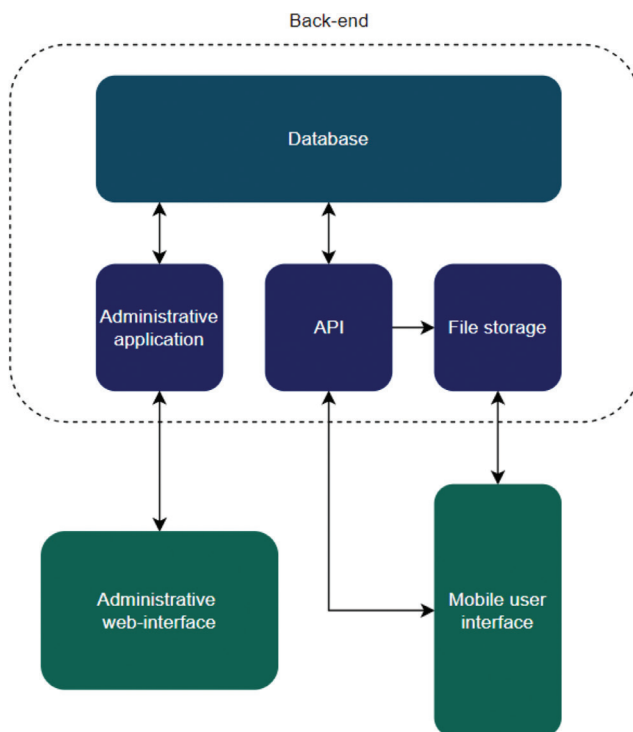 Back-end
Database
Administrative
application
API
File storage
Administrative
web-interface
Mobile user
interface